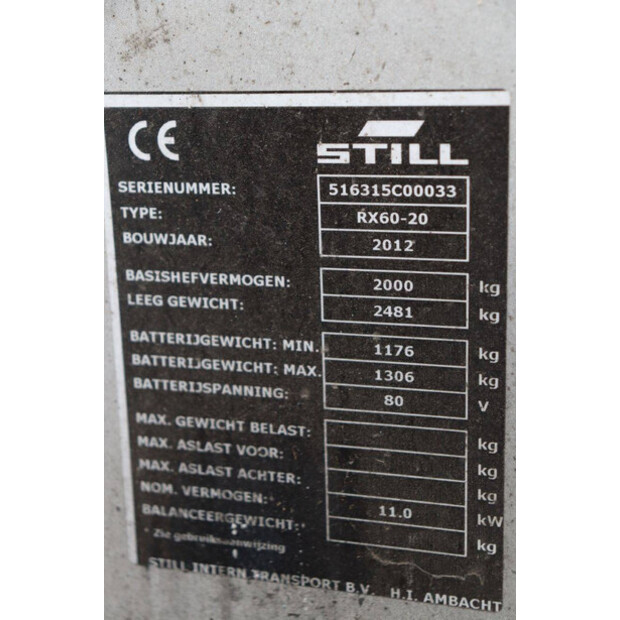 CE STILL
SERIENUMMER: 516315C00033
TYPE: RX60-20
BOUWJAAR: 2012
BASISHEFVERMOGEN: 2000 kg
LEEG GEWICHT: 2481 kg
BATTERIJGEWICHT: MIN. 1176 kg
BATTERIJGEWICHT: MAX. 1306 kg
BATTERIJSPANNING: 80 V
MAX. GEWICHT BELAST: kg
MAX. ASLAST VOOR: kg
MAX. ASLAST ACHTER: kg
NOM. VERMOGEN: 11.0 kW
BALANCEERGEWICHT: kg
Zie gebruiksaanwijzing
STILL INTERN TRANSPORT B.V. H.I. AMBACHT